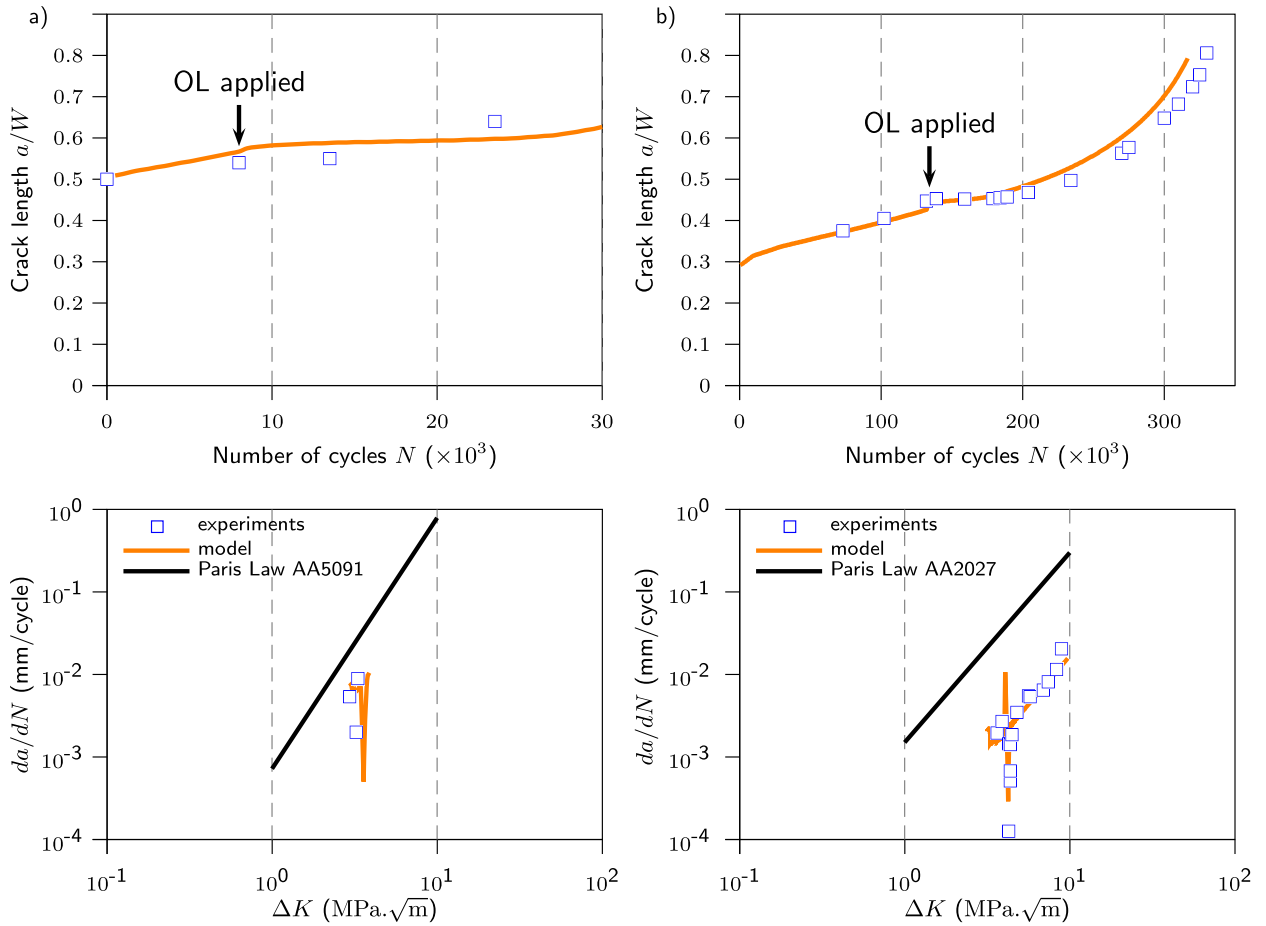 a)
OL applied
Crack length a/W
0.8
0.7
0.6
0.5
0.4
0.3
0.2
0.1
0
0 10 20 30
Number of cycles N (×10³)
b)
OL applied
Crack length a/W
0.8
0.7
0.6
0.5
0.4
0.3
0.2
0.1
0
0 100 200 300
Number of cycles N (×10³)
experiments
model
Paris Law AA5091
da/dN (mm/cycle)
10⁰
10⁻¹
10⁻²
10⁻³
10⁻⁴
10⁻¹ 10⁰ 10¹ 10²
ΔK (MPa.√m)
experiments
model
Paris Law AA2027
da/dN (mm/cycle)
10⁰
10⁻¹
10⁻²
10⁻³
10⁻⁴
10⁻¹ 10⁰ 10¹ 10²
ΔK (MPa.√m)